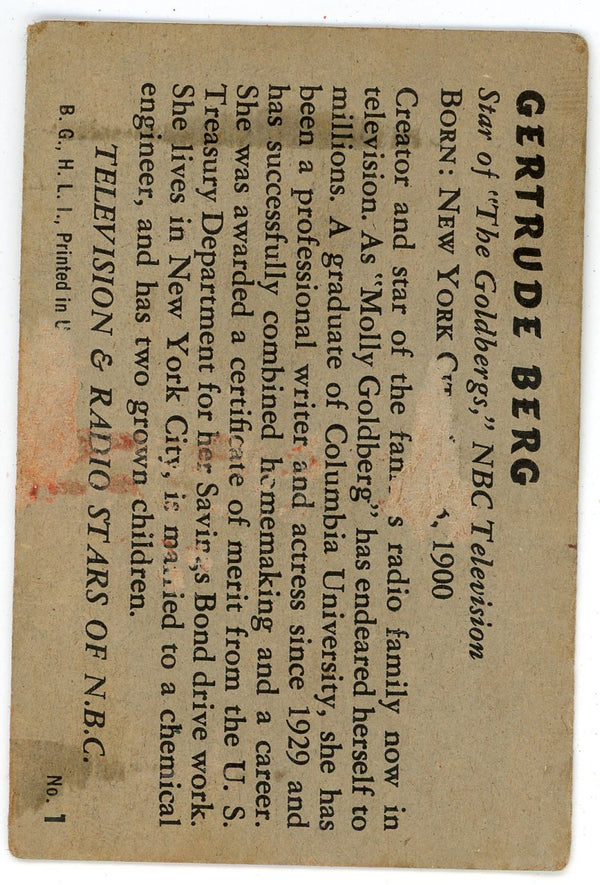 GERTRUDE BERG
Star of "The Goldbergs," NBC Television
BORN: NEW YORK 1900
Creator and star of the radio family now in
television. As "Molly Goldberg" has endeared herself to
millions. A graduate of Columbia University, she has
been a professional writer and actress since 1929 and
has successfully combined homemaking and a career.
She was awarded a certificate of merit from the U. S.
Treasury Department for her Savings Bond drive work.
She lives in New York City, is married to a chemical
engineer, and has two grown children.
TELEVISION & RADIO STARS OF N.B.C.
B. G., H. L. I., Printed in
No. 1